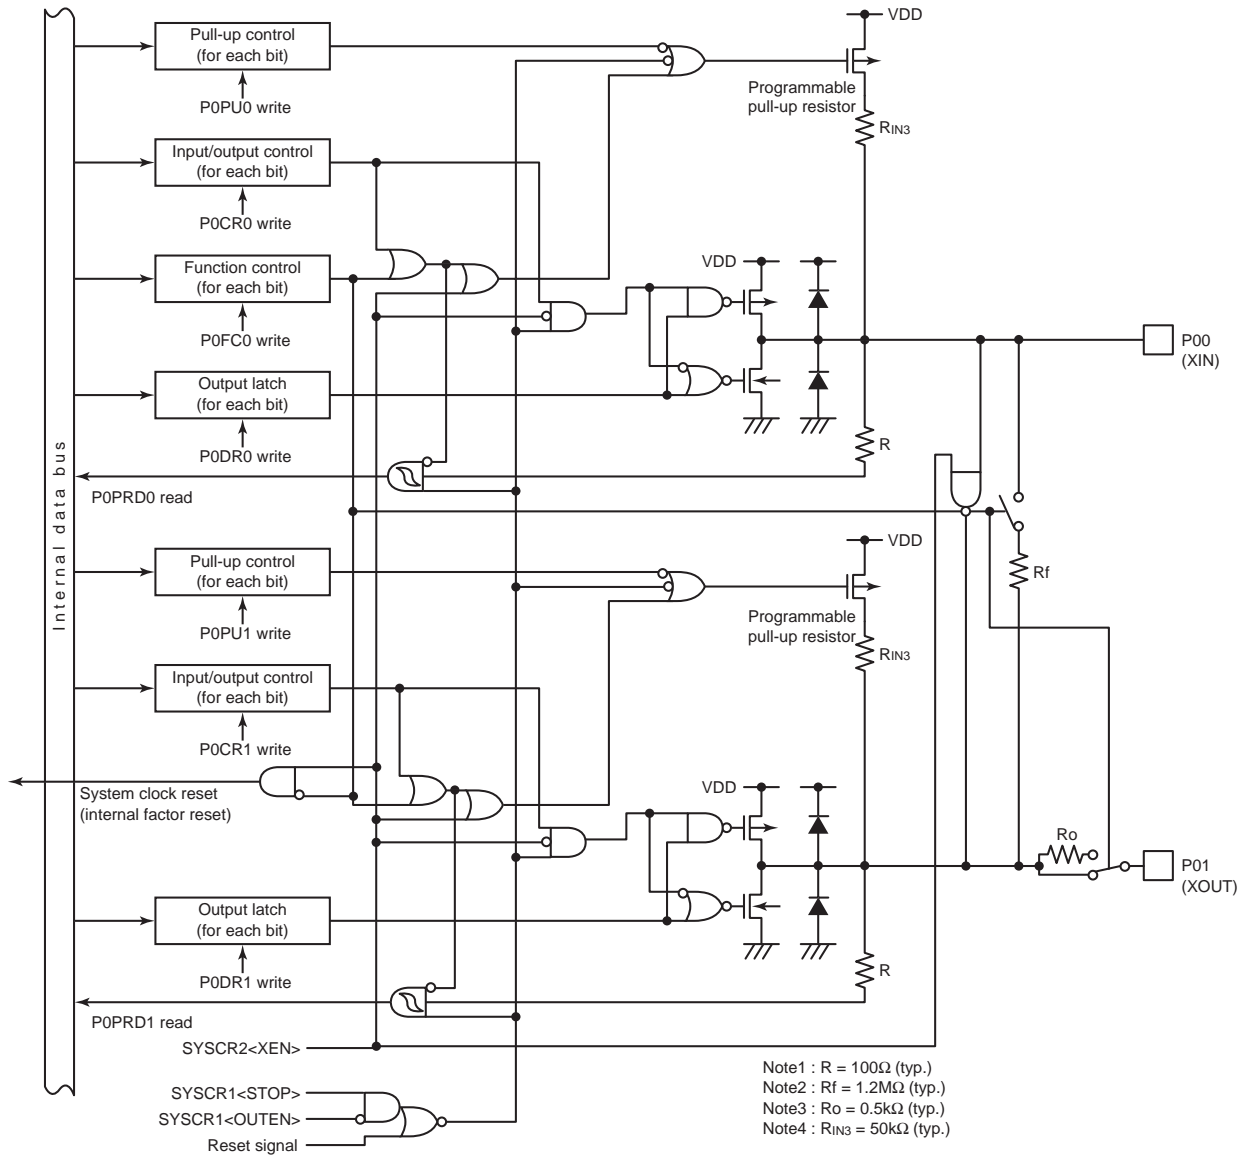 VDD
Pull-up control
(for each bit)
P0PU0 write
Programmable
pull-up resistor
RIN3
Input/output control
(for each bit)
P0CR0 write
Function control
(for each bit)
P0FC0 write
VDD
P00
(XIN)
Output latch
(for each bit)
P0DR0 write
R
P0PRD0 read
Internal data bus
VDD
Pull-up control
(for each bit)
P0PU1 write
Rf
Programmable
pull-up resistor
RIN3
Input/output control
(for each bit)
P0CR1 write
System clock reset
(internal factor reset)
VDD
Ro
P01
(XOUT)
Output latch
(for each bit)
P0DR1 write
R
P0PRD1 read
SYSCR2<XEN>
SYSCR1<STOP>
SYSCR1<OUTEN>
Reset signal
Note1 : R = 100Ω (typ.)
Note2 : Rf = 1.2MΩ (typ.)
Note3 : Ro = 0.5kΩ (typ.)
Note4 : RIN3 = 50kΩ (typ.)